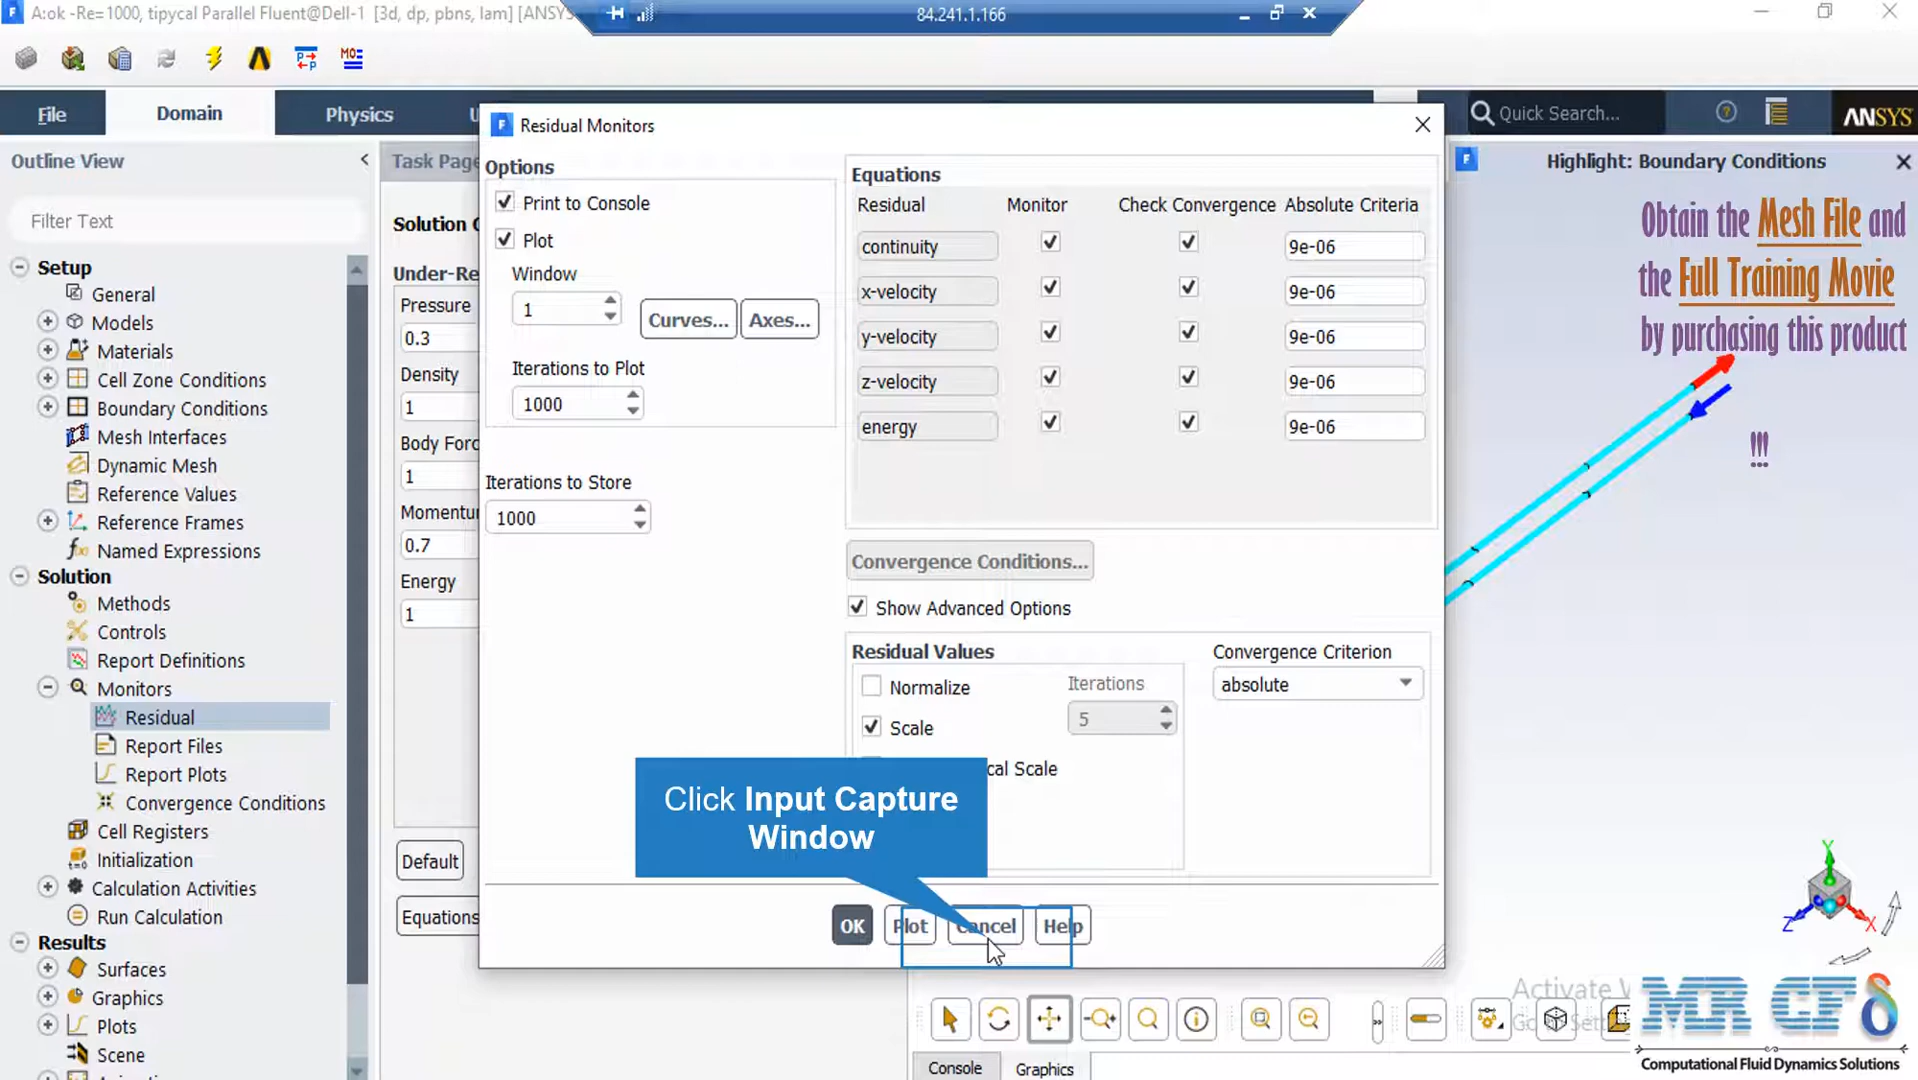 A:ok -Re=1000, tipycal Parallel Fluent@Dell-1 [3d, dp, pbns, lam] [ANSYS
84.241.1.166
File
Domain
Physics
Quick Search...
ANSYS
Outline View
Task Page
Residual Monitors
Highlight: Boundary Conditions
Filter Text
Setup
General
Models
Materials
Cell Zone Conditions
Boundary Conditions
Mesh Interfaces
Dynamic Mesh
Reference Values
Reference Frames
Named Expressions
Solution
Methods
Controls
Report Definitions
Monitors
Residual
Report Files
Report Plots
Convergence Conditions
Cell Registers
Initialization
Calculation Activities
Run Calculation
Results
Surfaces
Graphics
Plots
Scene
Solution C
Under-Re
Pressure
0.3
Density
1
Body Forc
1
Momentu
0.7
Energy
1
Default
Equations
Options
Print to Console
Plot
Window
1
Curves...
Axes...
Iterations to Plot
1000
Iterations to Store
1000
Equations
Residual Monitor Check Convergence Absolute Criteria
continuity 9e-06
x-velocity 9e-06
y-velocity 9e-06
z-velocity 9e-06
energy 9e-06
Convergence Conditions...
Show Advanced Options
Residual Values
Normalize
Iterations
5
Scale
cal Scale
Convergence Criterion
absolute
Click Input Capture
Window
OK
Plot
Cancel
Help
Obtain the Mesh File and
the Full Training Movie
by purchasing this product
!!!
Y
Z
X
Activate
MR CFD
Computational Fluid Dynamics Solutions
Console
Graphics